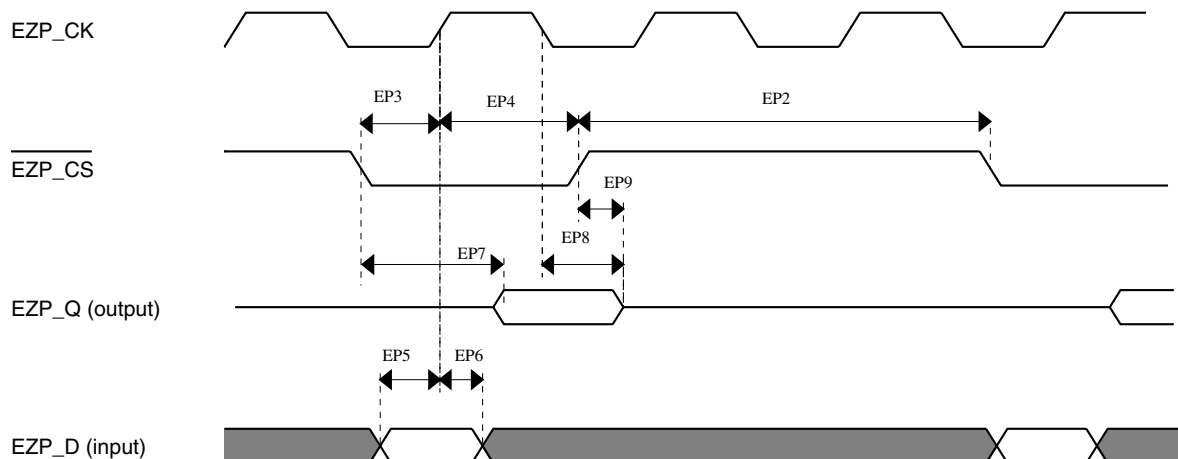 EZP_CK
EP3
EP4
EP2
EZP_CS
EP9
EP8
EP7
EZP_Q (output)
EP5
EP6
EZP_D (input)